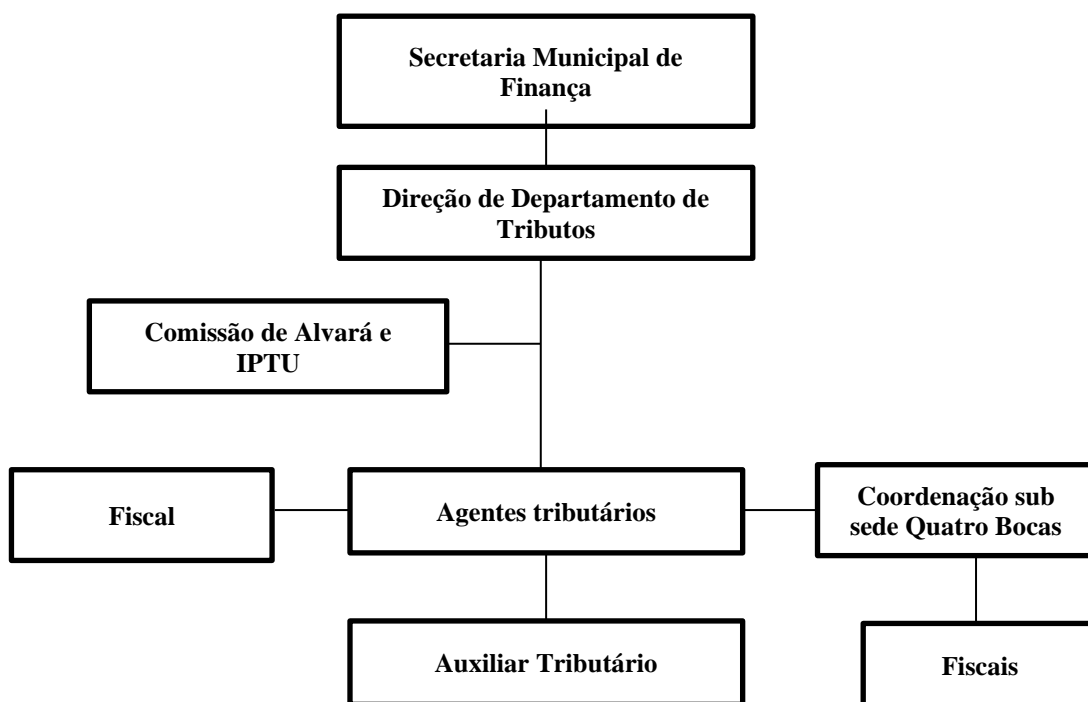 Secretaria Municipal de
Finança
Direção de Departamento de
Tributos
Comissão de Alvará e
IPTU
Fiscal
Agentes tributários
Coordenação sub
sede Quatro Bocas
Auxiliar Tributário
Fiscais